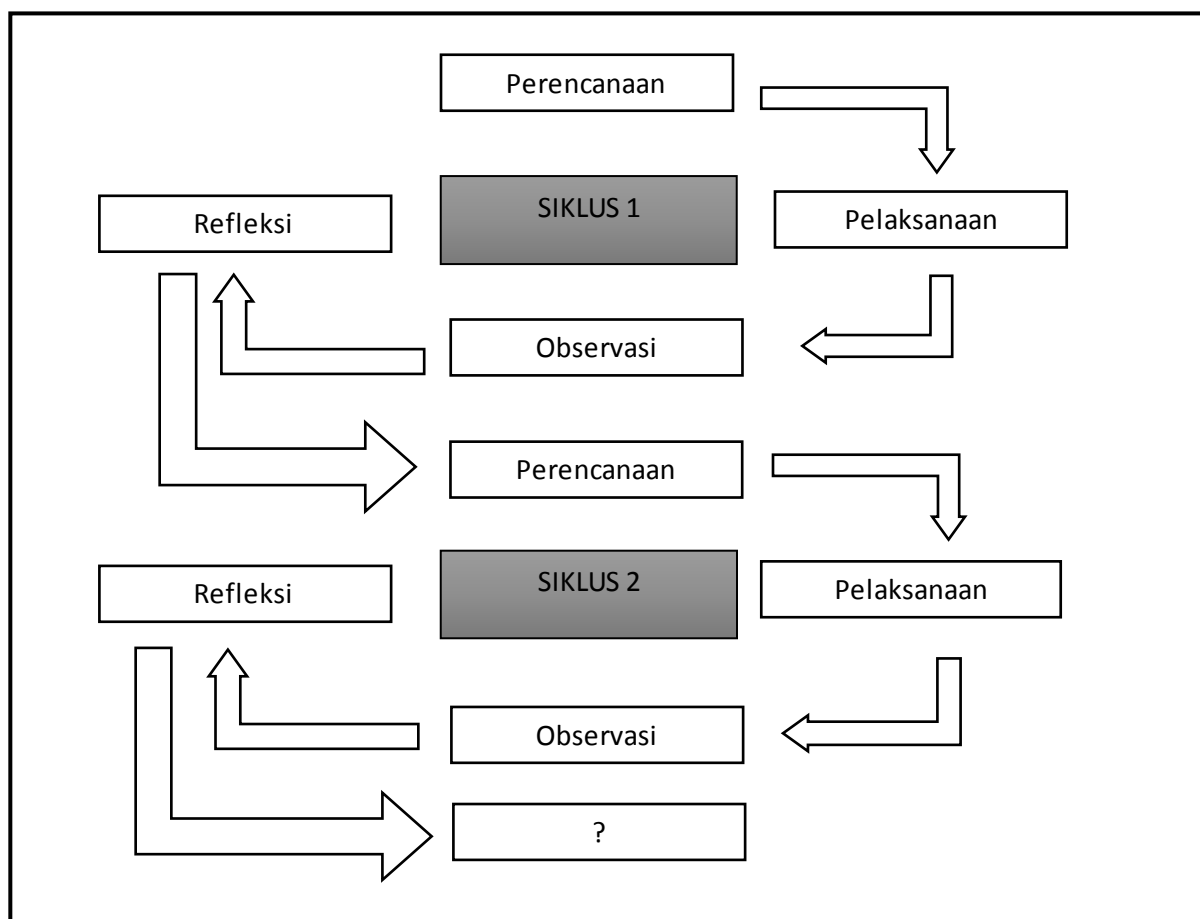 Perencanaan
Refleksi
SIKLUS 1
Pelaksanaan
Observasi
Perencanaan
Refleksi
SIKLUS 2
Pelaksanaan
Observasi
?